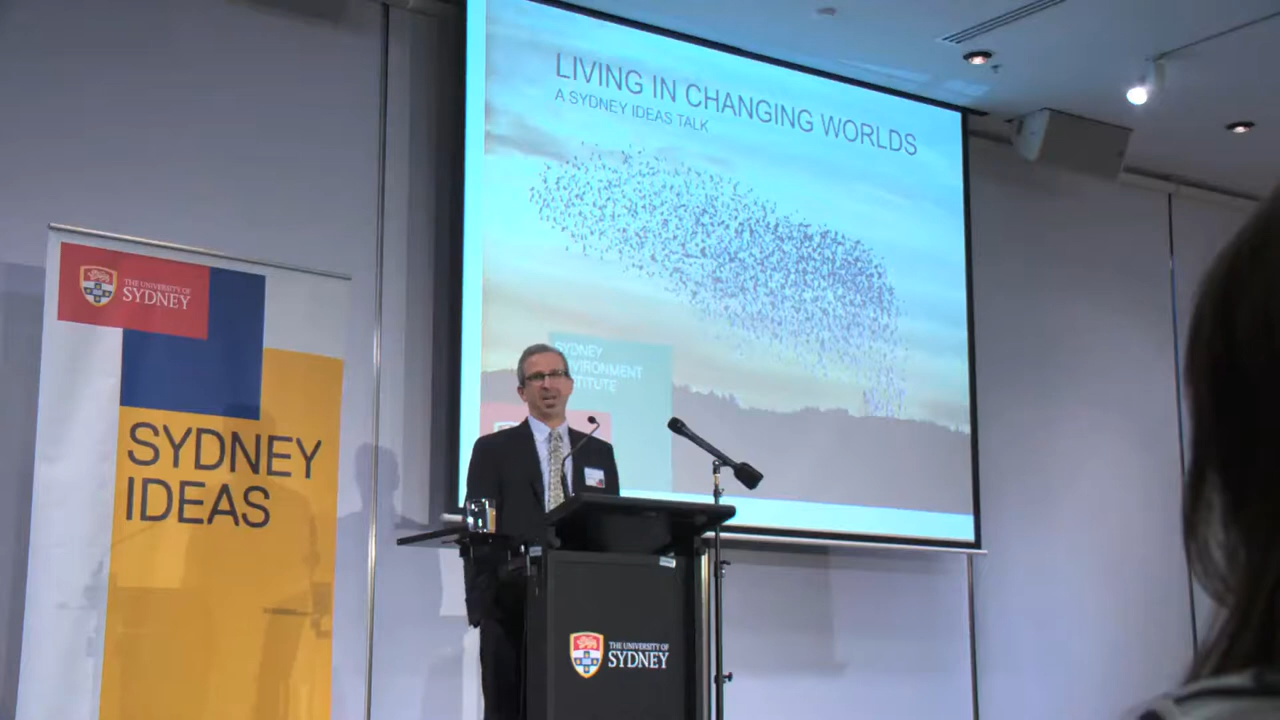 LIVING IN CHANGING WORLDS
A SYDNEY IDEAS TALK
THE UNIVERSITY OF
SYDNEY
SYDNEY
IDEAS
SYDNEY
INSTITUTE
THE UNIVERSITY OF
SYDNEY